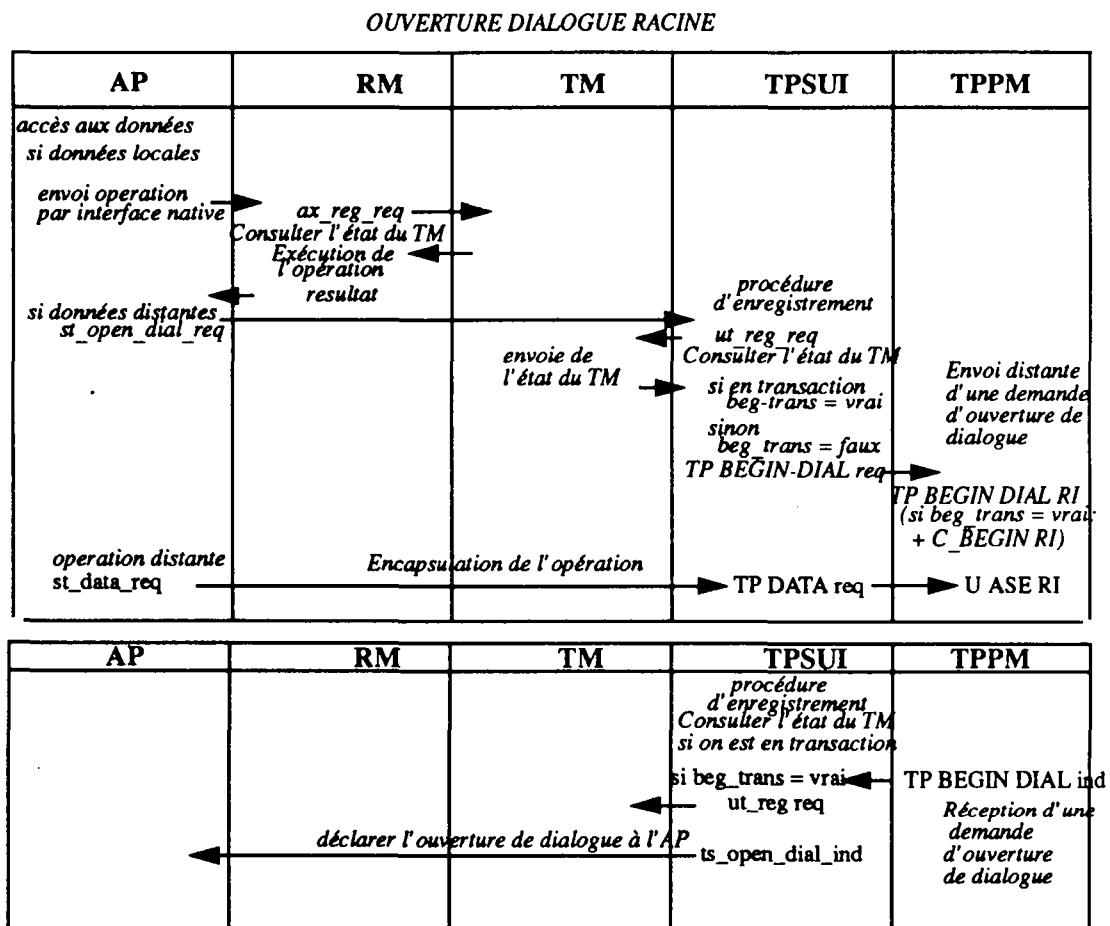 OUVERTURE DIALOGUE RACINE
AP RM TM TPSUI TPPM
accès aux données
si données locales
envoi operation
par interface native
ax_reg_req
Consulter l'état du TM
Exécution de
l'opération
resultat
si données distantes
st_open_dial_req
procédure
d'enregistrement
ut_reg_req
Consulter l'état du TM
envoie de
l'état du TM
si en transaction
beg-trans = vrai
sinon
beg_trans = faux
TP BEGIN-DIAL req
Envoi distante
d'une demande
d'ouverture de
dialogue
TP BEGIN DIAL RI
(si beg_trans = vrai:
+ C_BEGIN RI)
operation distante
st_data_req
Encapsulation de l'opération
TP DATA req
U ASE RI
AP RM TM TPSUI TPPM
procédure
d'enregistrement
Consulter l'état du TM
si on est en transaction
si beg_trans = vrai
TP BEGIN DIAL ind
ut_reg req
Réception d'une
demande
d'ouverture
de dialogue
déclarer l'ouverture de dialogue à l'AP
ts_open_dial_ind